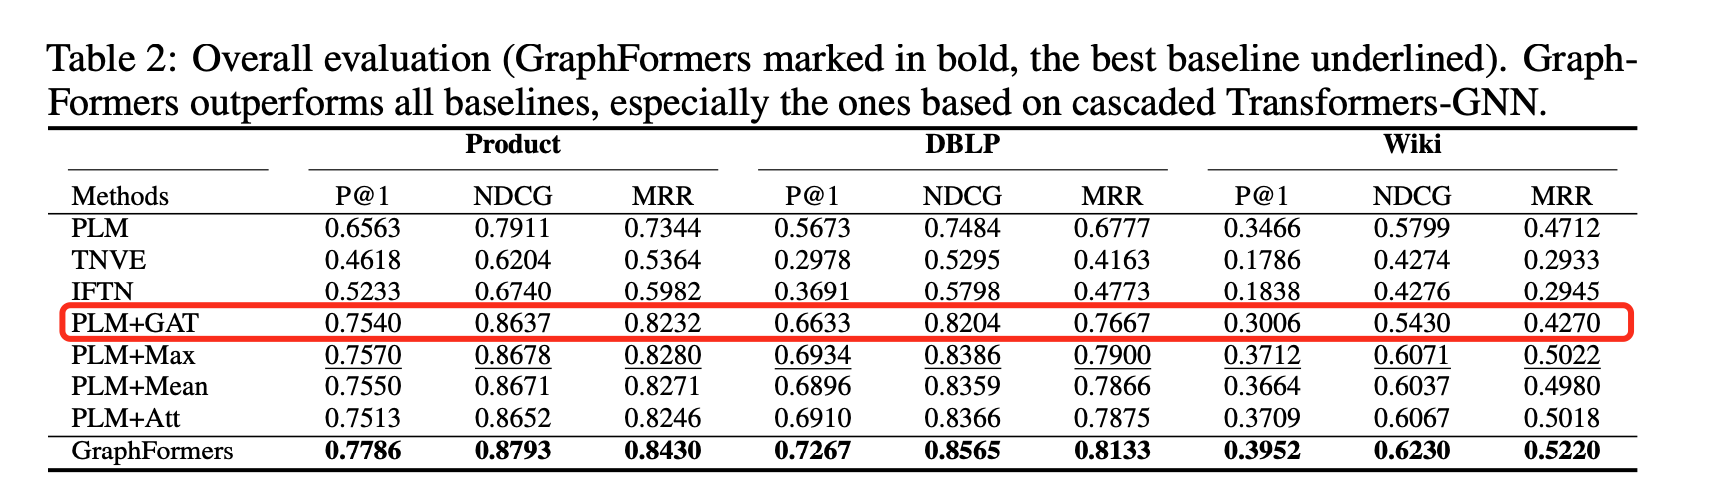 Table 2: Overall evaluation (GraphFormers marked in bold, the best baseline underlined). Graph-
Formers outperforms all baselines, especially the ones based on cascaded Transformers-GNN.
Product DBLP Wiki
Methods P@1 NDCG MRR P@1 NDCG MRR P@1 NDCG MRR
PLM 0.6563 0.7911 0.7344 0.5673 0.7484 0.6777 0.3466 0.5799 0.4712
TNVE 0.4618 0.6204 0.5364 0.2978 0.5295 0.4163 0.1786 0.4274 0.2933
IFTN 0.5233 0.6740 0.5982 0.3691 0.5798 0.4773 0.1838 0.4276 0.2945
PLM+GAT 0.7540 0.8637 0.8232 0.6633 0.8204 0.7667 0.3006 0.5430 0.4270
PLM+Max 0.7570 0.8678 0.8280 0.6934 0.8386 0.7900 0.3712 0.6071 0.5022
PLM+Mean 0.7550 0.8671 0.8271 0.6896 0.8359 0.7866 0.3664 0.6037 0.4980
PLM+Att 0.7513 0.8652 0.8246 0.6910 0.8366 0.7875 0.3709 0.6067 0.5018
GraphFormers 0.7786 0.8793 0.8430 0.7267 0.8565 0.8133 0.3952 0.6230 0.5220